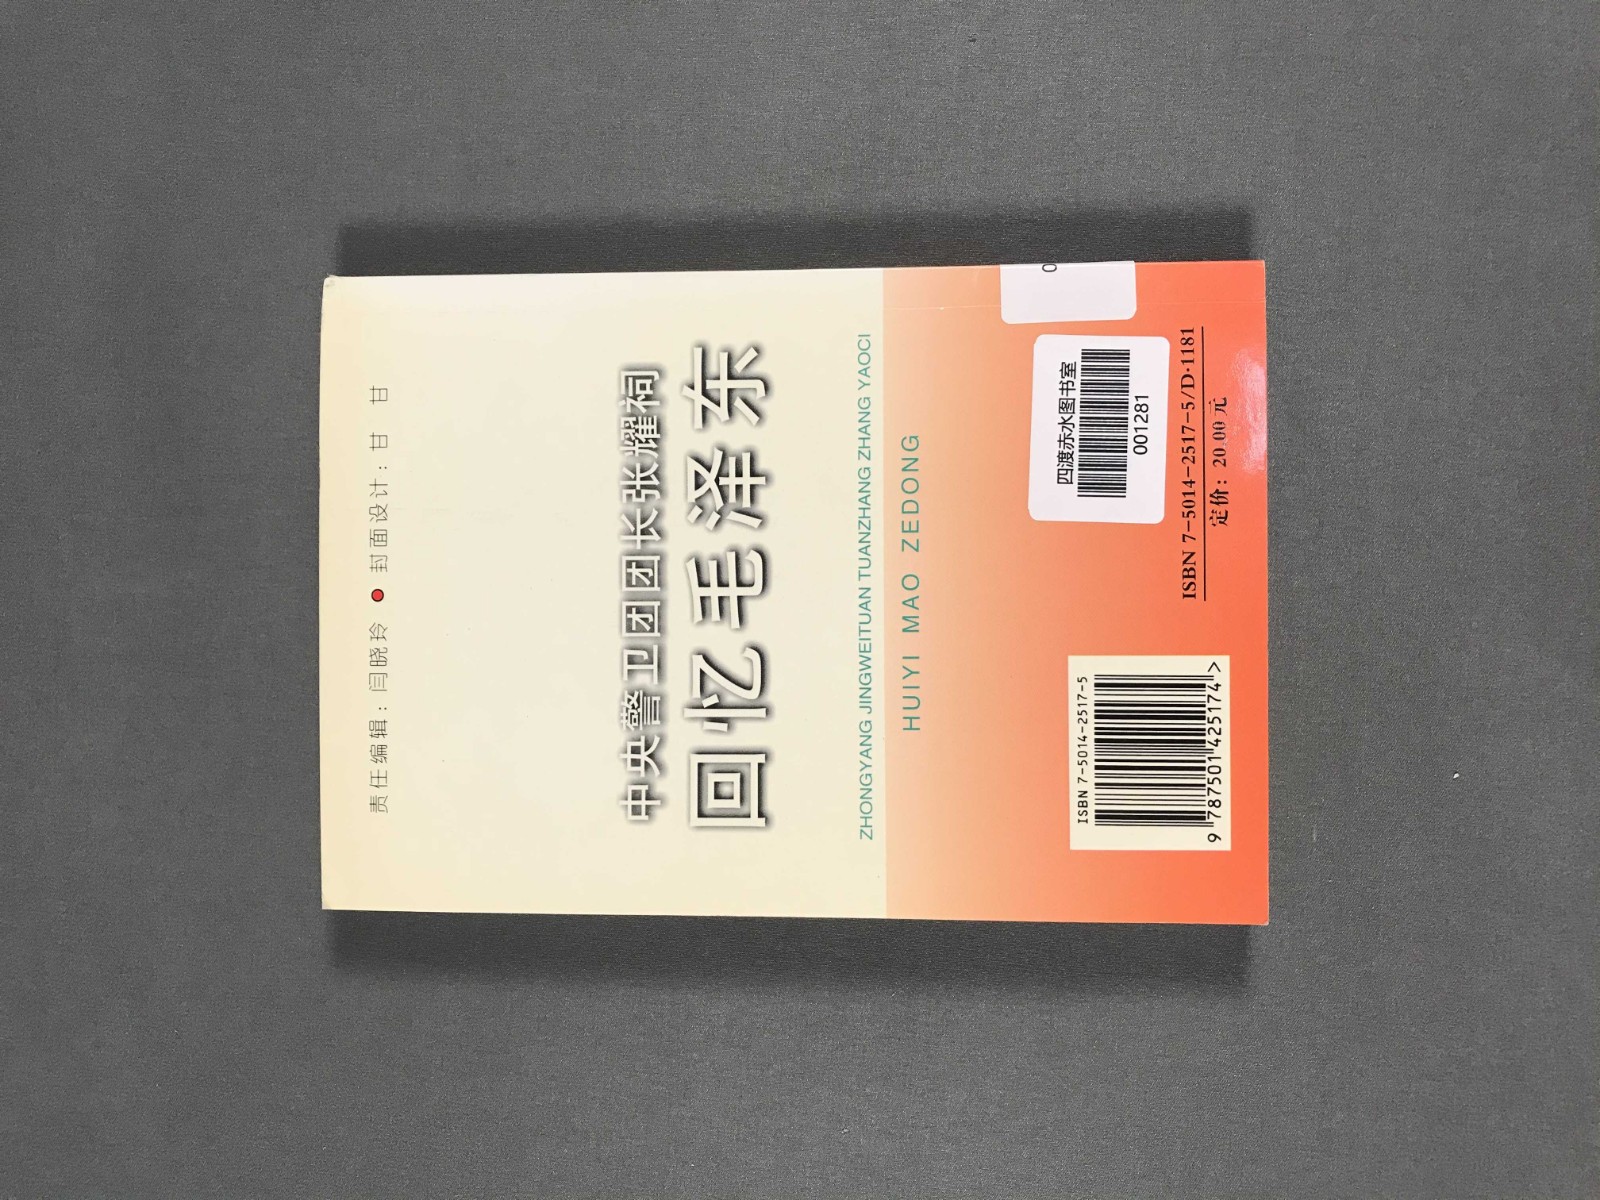 责任编辑：闫晓玲 ● 封面设计：甘 甘
中央警卫团团长张耀祠
回忆毛泽东
ZHONGYANG JINGWEITUAN TUANZHANG ZHANG YAOCI
HUIYI MAO ZEDONG
0
四渡赤水图书室
001281
ISBN 7-5014-2517-5
9 787501 425174 >
ISBN 7-5014-2517-5/D·1181
定价：20.00元